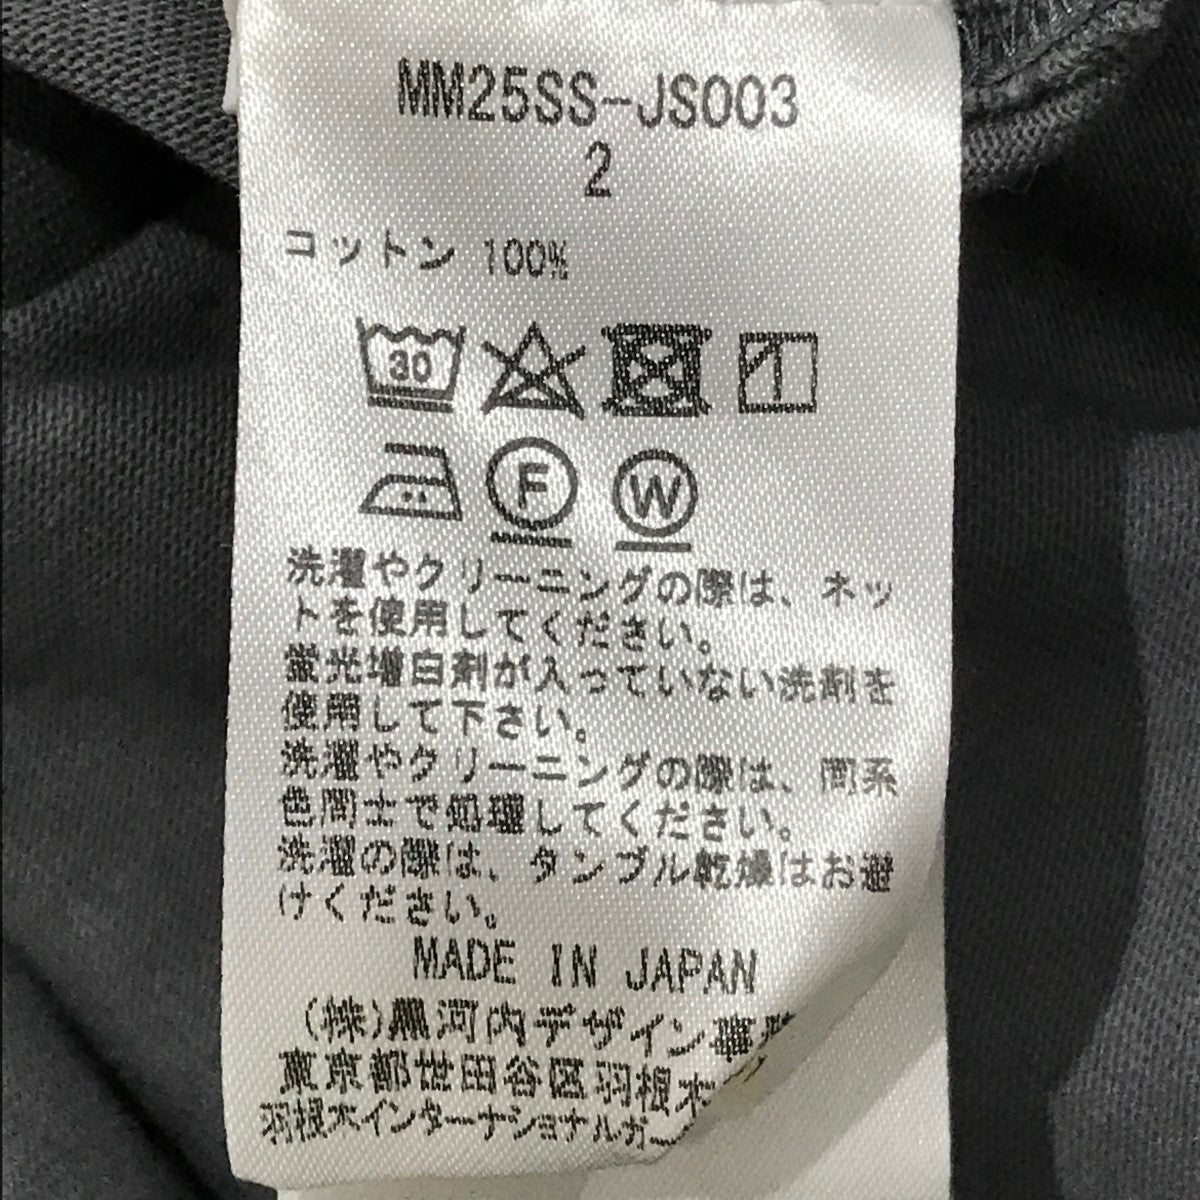 MM25SS-JS003
2
コットン 100%
30
F
W
洗濯やクリーニングの際は、ネッ
トを使用してください。
蛍光増白剤が入っていない洗剤を
使用して下さい。
洗濯やクリーニングの際は、同系
色同士で処理してください。
洗濯の際は、タンブル乾燥はお避
けください。
MADE IN JAPAN
(株)黒河内デザイン事
東京都世田谷区羽根木
羽根木インターナショナルガー